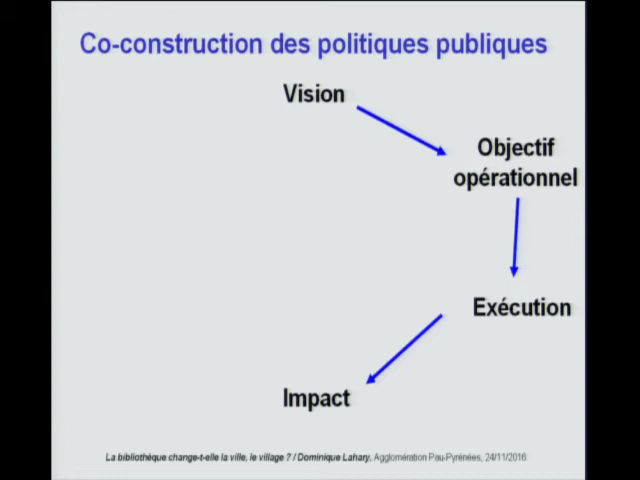 Co-construction des politiques publiques
Vision
Objectif
opérationnel
Exécution
Impact
La bibliothèque change-t-elle la ville, le village ? / Dominique Lahary, Agglomération Pau-Pyrénées, 24/11/2016